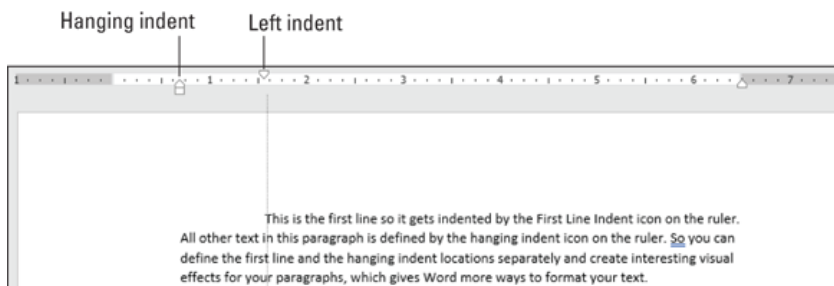 Hanging indent Left indent
1 1 2 3 4 5 6 7
This is the first line so it gets indented by the First Line Indent icon on the ruler.
All other text in this paragraph is defined by the hanging indent icon on the ruler. So you can
define the first line and the hanging indent locations separately and create interesting visual
effects for your paragraphs, which gives Word more ways to format your text.